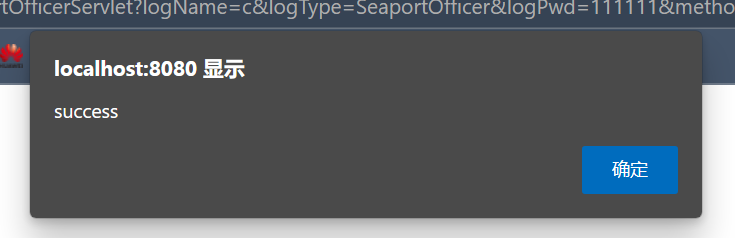 rtOfficerServlet?logName=c&logType=SeaportOfficer&logPwd=111111&metho
localhost:8080 显示
success
确定